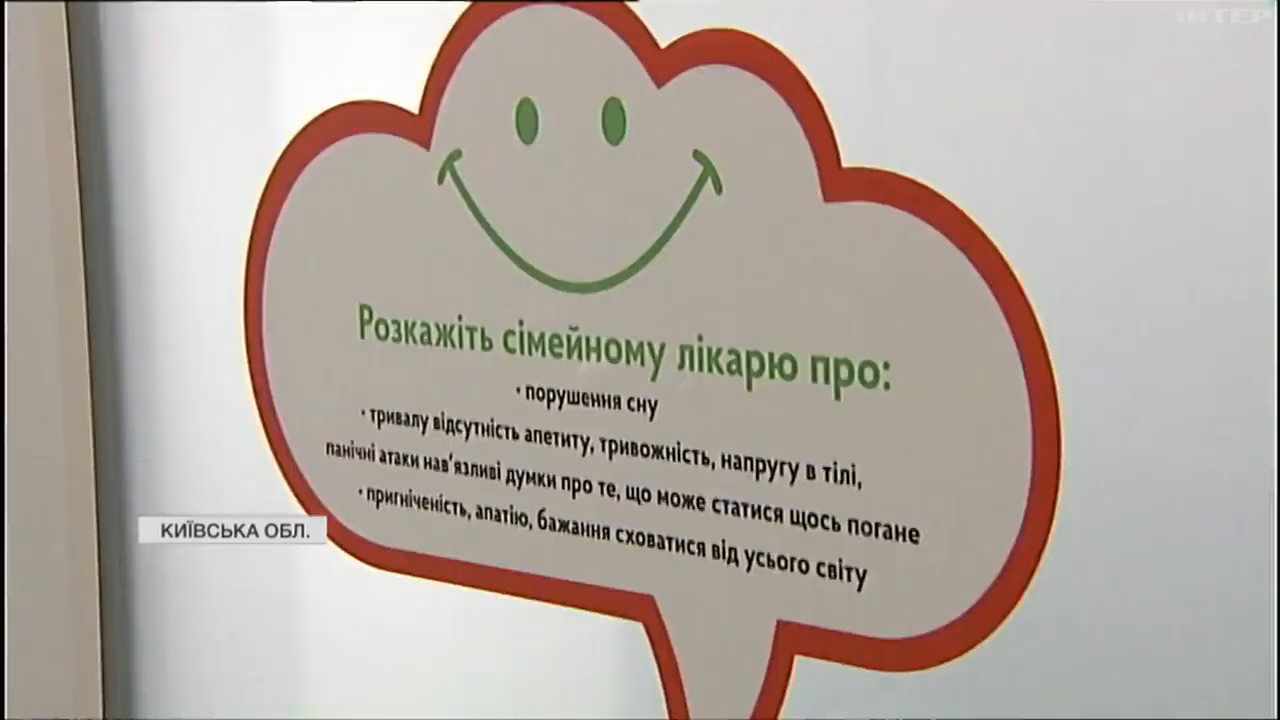 ІНТЕР
Розкажіть сімейному лікарю про:
• порушення сну
• тривалу відсутність апетиту, тривожність, напругу в тілі,
панічні атаки нав’язливі думки про те, що може статися щось погане
• пригніченість, апатію, бажання сховатися від усього світу
КИЇВСЬКА ОБЛ.